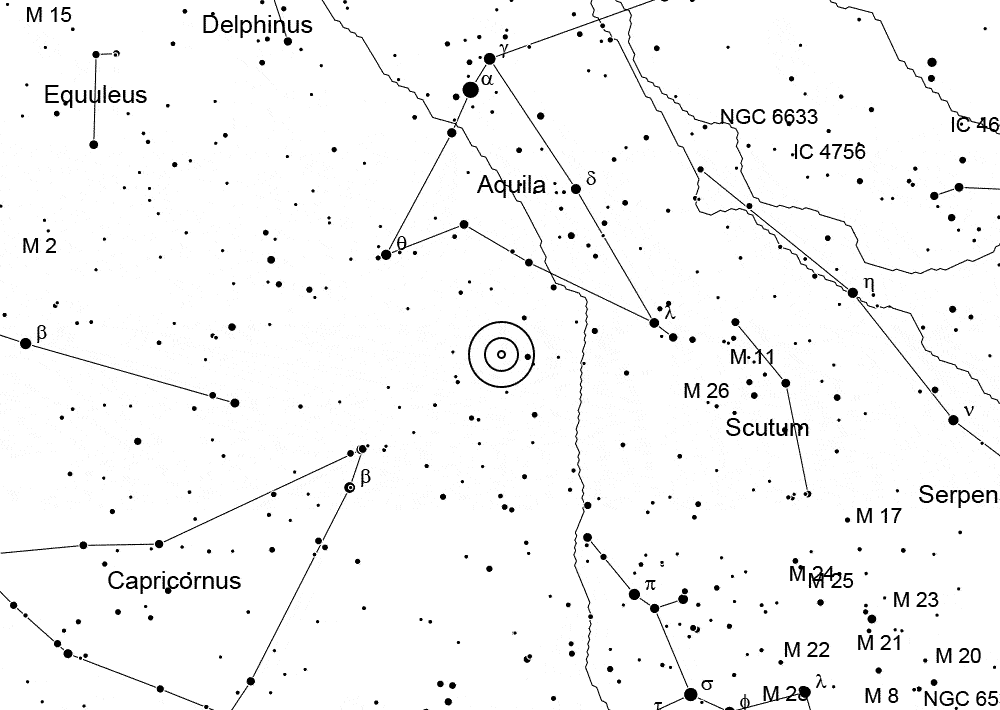 M 15
Delphinus
γ
α
Equuleus
NGC 6633
IC 46
IC 4756
Aquila
δ
M 2
θ
η
β
λ
M 11
M 26
ν
Scutum
β
Serpen
M 17
Capricornus
π
M 24
M 25
M 23
M 21
M 22
M 20
σ
λ
τ
φ
M 28
M 8
NGC 65